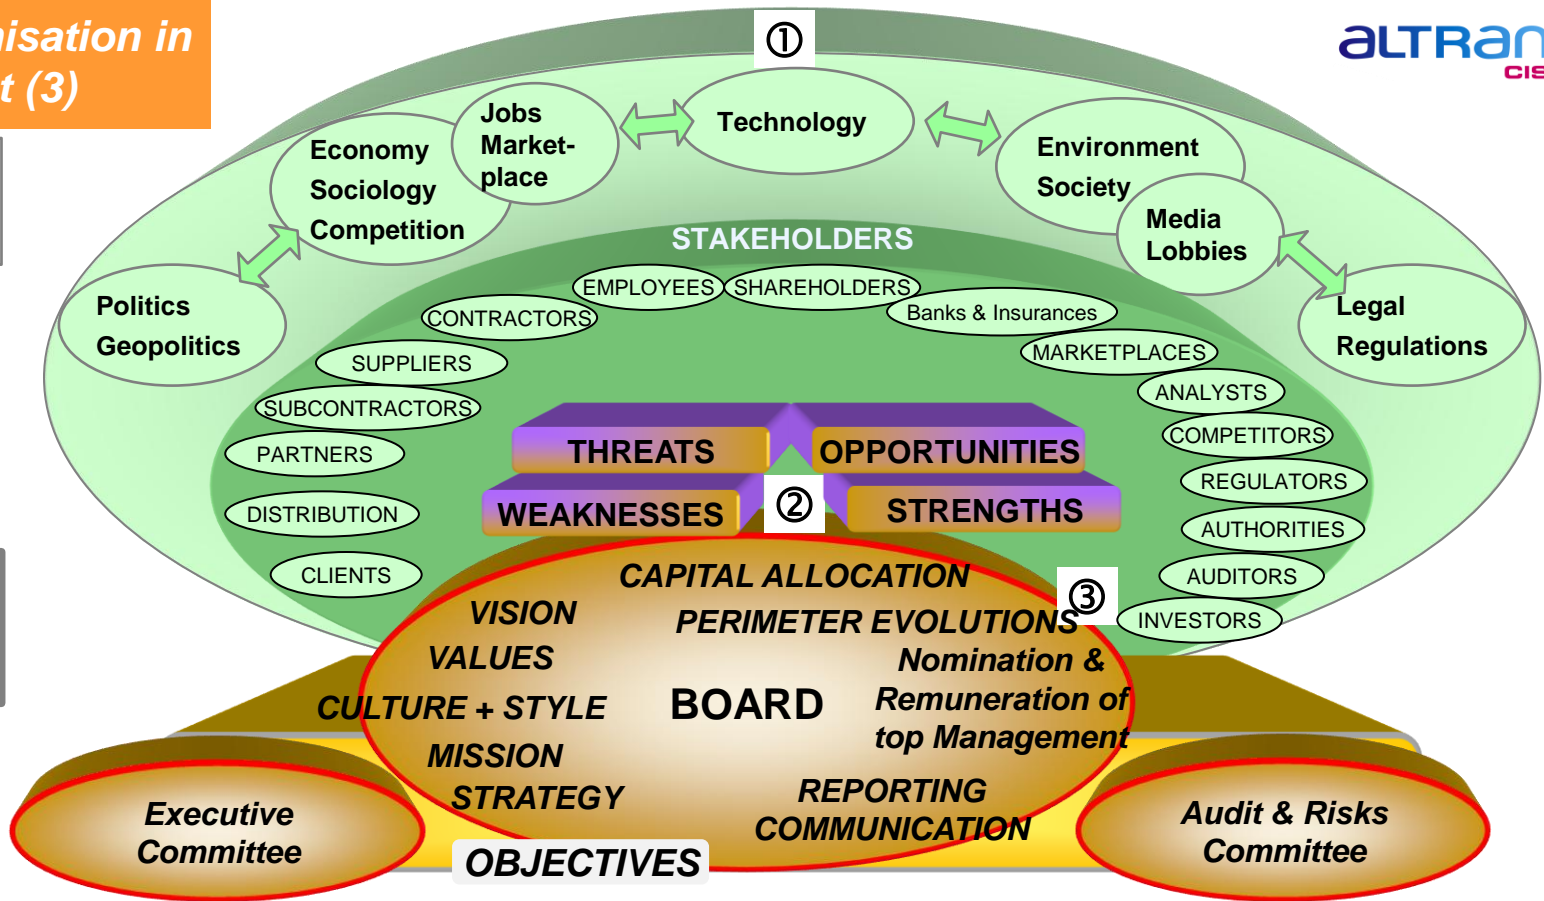 nisation in
t (3)
①
aLTRan
CIS
Jobs
Market-
place
Technology
Economy
Sociology
Competition
Environment
Society
Media
Lobbies
Politics
Geopolitics
Legal
Regulations
STAKEHOLDERS
EMPLOYEES
SHAREHOLDERS
CONTRACTORS
Banks & Insurances
SUPPLIERS
MARKETPLACES
SUBCONTRACTORS
ANALYSTS
PARTNERS
COMPETITORS
DISTRIBUTION
REGULATORS
CLIENTS
AUTHORITIES
AUDITORS
INVESTORS
THREATS
OPPORTUNITIES
WEAKNESSES
②
STRENGTHS
③
CAPITAL ALLOCATION
VISION
PERIMETER EVOLUTIONS
VALUES
Nomination &
Remuneration of
top Management
CULTURE + STYLE
BOARD
MISSION
STRATEGY
REPORTING
COMMUNICATION
OBJECTIVES
Executive
Committee
Audit & Risks
Committee